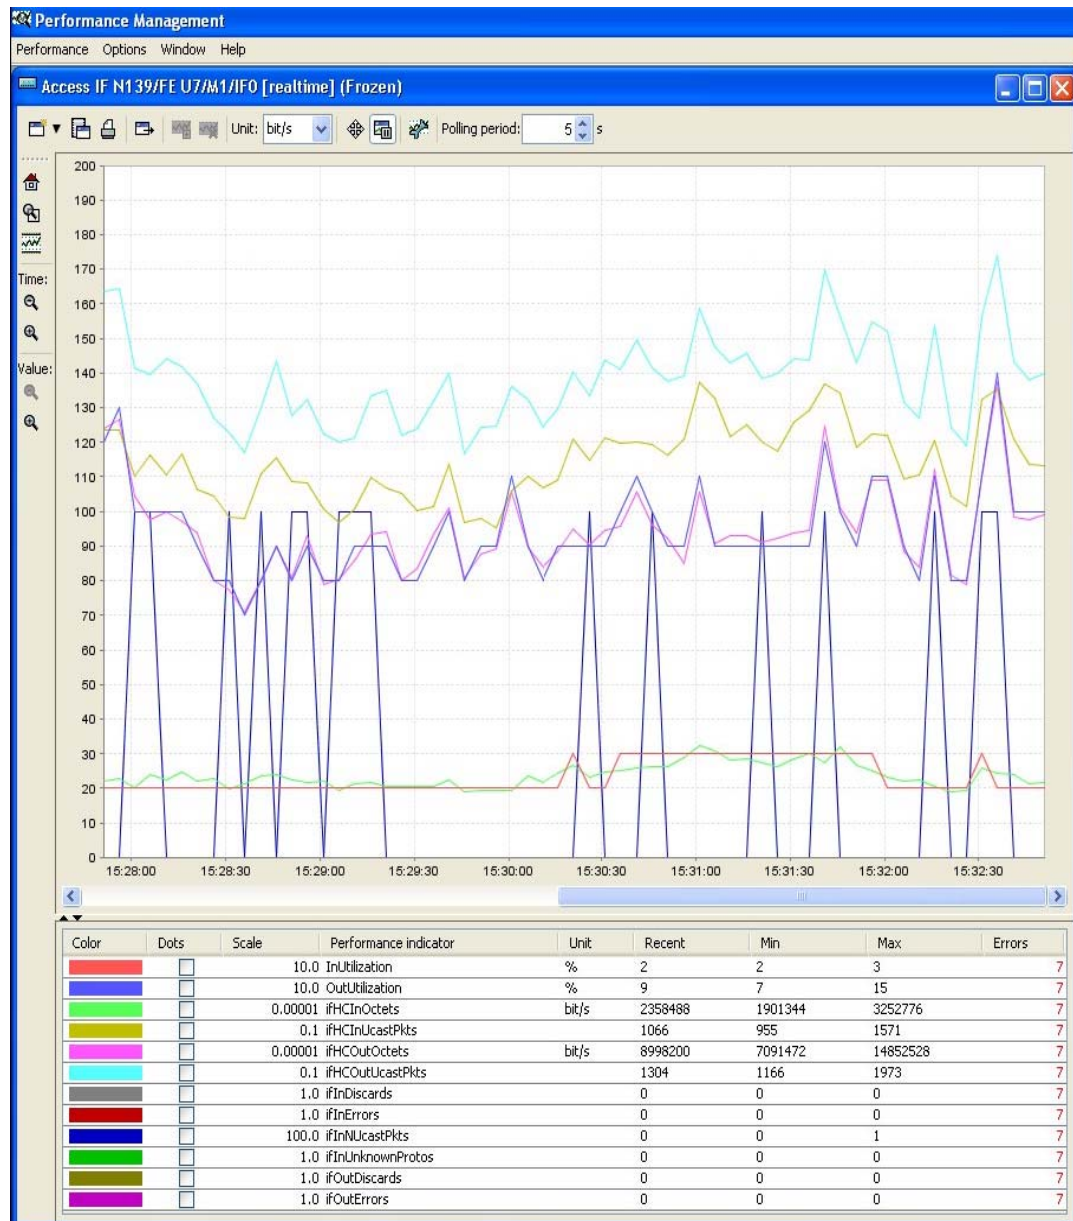 Performance Management
Performance Options Window Help
Access IF N139/FE U7/M1/IF0 [realtime] (Frozen)
Unit: bit/s Polling period: 5 s
Time:
Value:
200
190
180
170
160
150
140
130
120
110
100
90
80
70
60
50
40
30
20
10
0
15:28:00 15:28:30 15:29:00 15:29:30 15:30:00 15:30:30 15:31:00 15:31:30 15:32:00 15:32:30
Color Dots Scale Performance indicator Unit Recent Min Max Errors
10.0 InUtilization % 2 2 3 7
10.0 OutUtilization % 9 7 15 7
0.00001 ifHCInOctets bit/s 2358488 1901344 3252776 7
0.1 ifHCInUcastPkts 1066 955 1571 7
0.00001 ifHCOutOctets bit/s 8998200 7091472 14852528 7
0.1 ifHCOutUcastPkts 1304 1166 1973 7
1.0 ifInDiscards 0 0 0 7
1.0 ifInErrors 0 0 0 7
100.0 ifInNUcastPkts 0 0 1 7
1.0 ifInUnknownProtos 0 0 0 7
1.0 ifOutDiscards 0 0 0 7
1.0 ifOutErrors 0 0 0 7